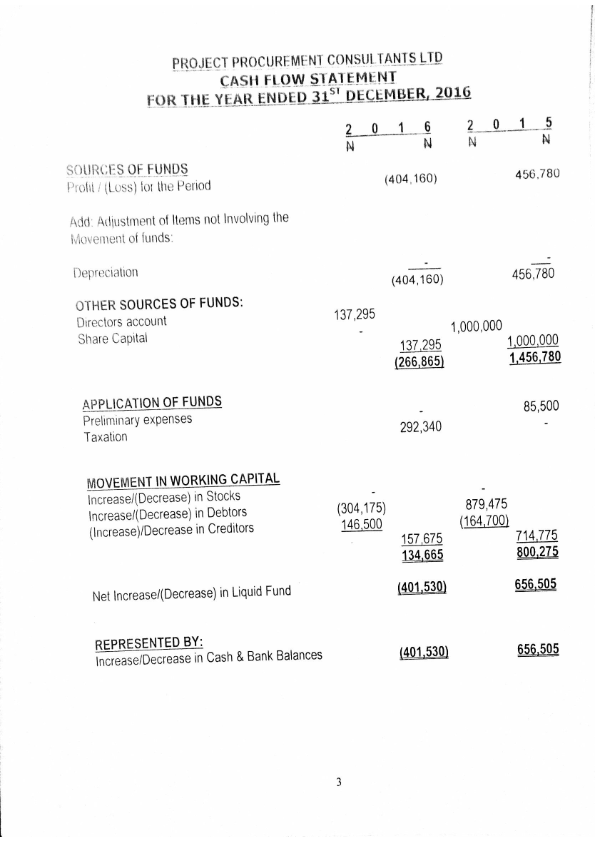 PROJECT PROCUREMENT CONSULTANTS LTD
CASH FLOW STATEMENT
FOR THE YEAR ENDED 31ST DECEMBER, 2016
2 0 1 6 2 0 1 5
N N N N
SOURCES OF FUNDS
Profit / (Loss) for the Period (404,160) 456,780
Add: Adjustment of Items not Involving the
Movement of funds:
Depreciation - -
(404,160) 456,780
OTHER SOURCES OF FUNDS:
Directors account 137,295
Share Capital - 1,000,000
137,295 1,000,000
(266,865) 1,456,780
APPLICATION OF FUNDS
Preliminary expenses - 85,500
Taxation 292,340 -
MOVEMENT IN WORKING CAPITAL
Increase/(Decrease) in Stocks - -
Increase/(Decrease) in Debtors (304,175) 879,475
(Increase)/Decrease in Creditors 146,500 (164,700)
157,675 714,775
134,665 800,275
Net Increase/(Decrease) in Liquid Fund (401,530) 656,505
REPRESENTED BY:
Increase/Decrease in Cash & Bank Balances (401,530) 656,505
3